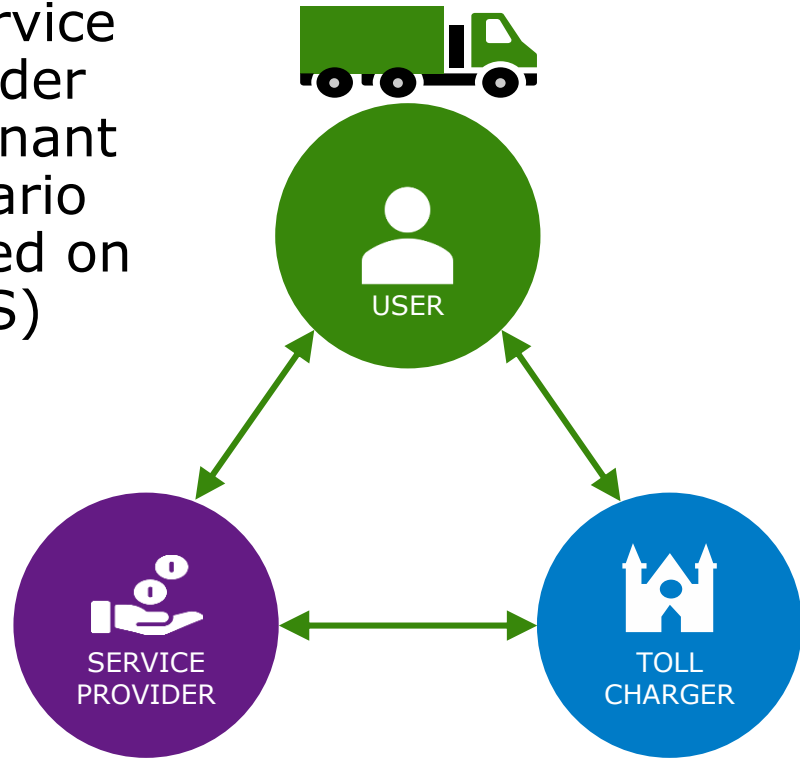 rvice
der
nant
ario
ed on
S)
USER
SERVICE
PROVIDER
TOLL
CHARGER